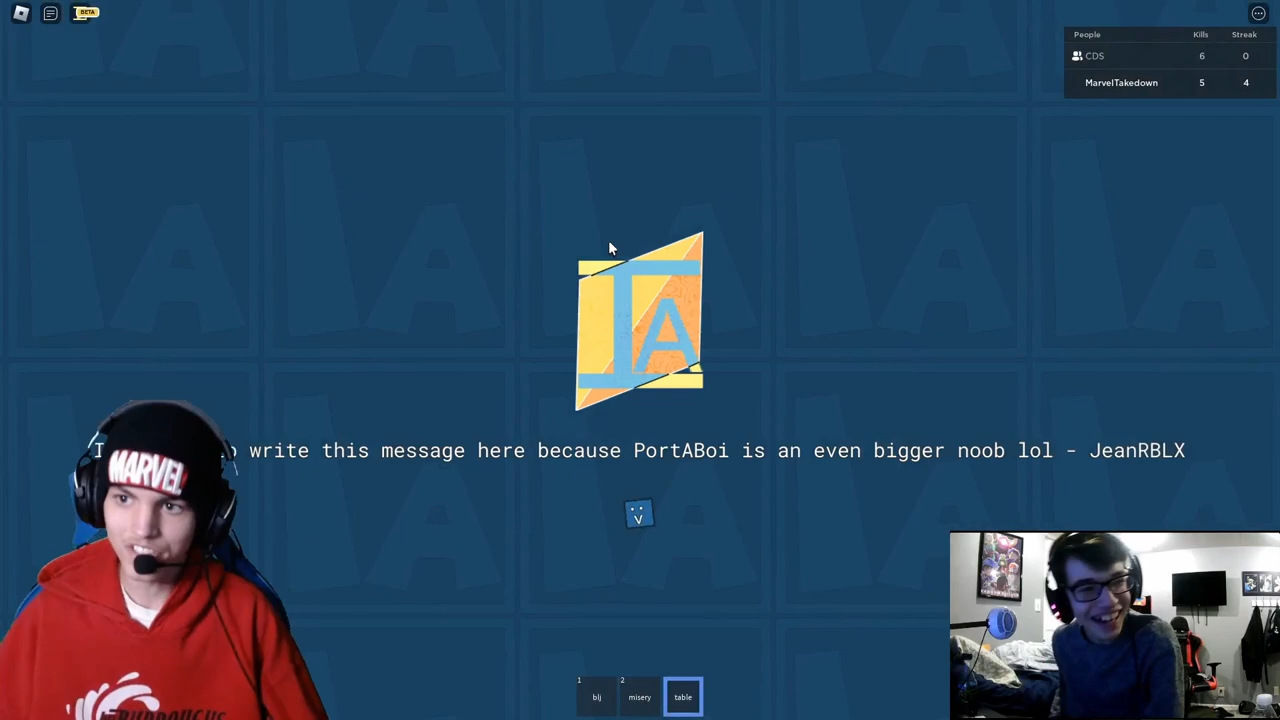 BETA
People Kills Streak
CDS 6 0
MarvelTakedown 5 4
IA
write this message here because PortABoi is an even bigger noob lol - JeanRBLX
MARVEL
1 blj
2 misery
table